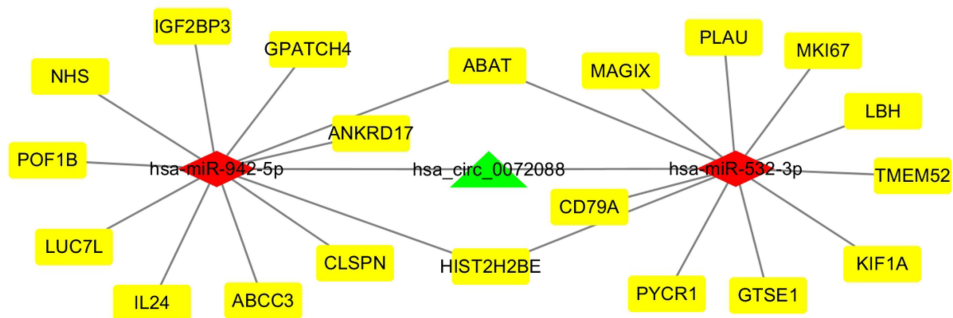 IGF2BP3
GPATCH4
PLAU
MKI67
NHS
ABAT
MAGIX
LBH
ANKRD17
POF1B
hsa-miR-942-5p
hsa_circ_0072088
hsa-miR-532-3p
TMEM52
CD79A
LUC7L
CLSPN
HIST2H2BE
KIF1A
IL24
ABCC3
PYCR1
GTSE1